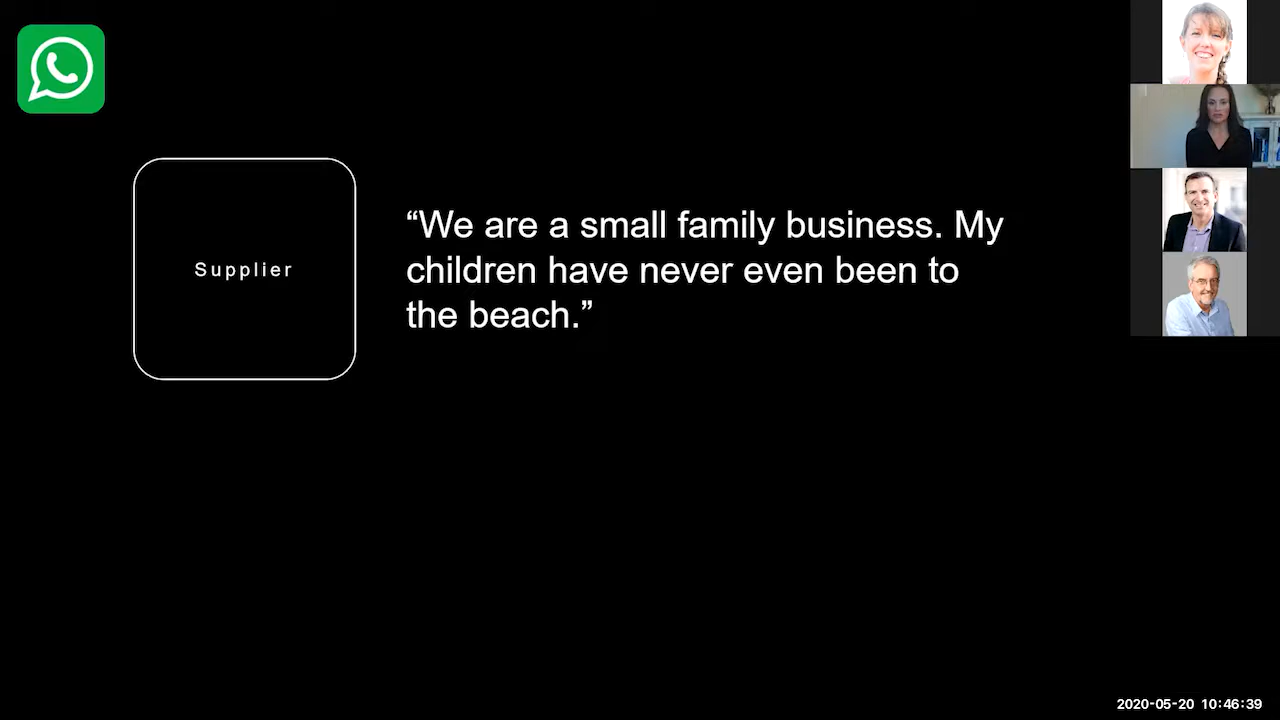 Supplier
“We are a small family business. My
children have never even been to
the beach.”
2020-05-20 10:46:39